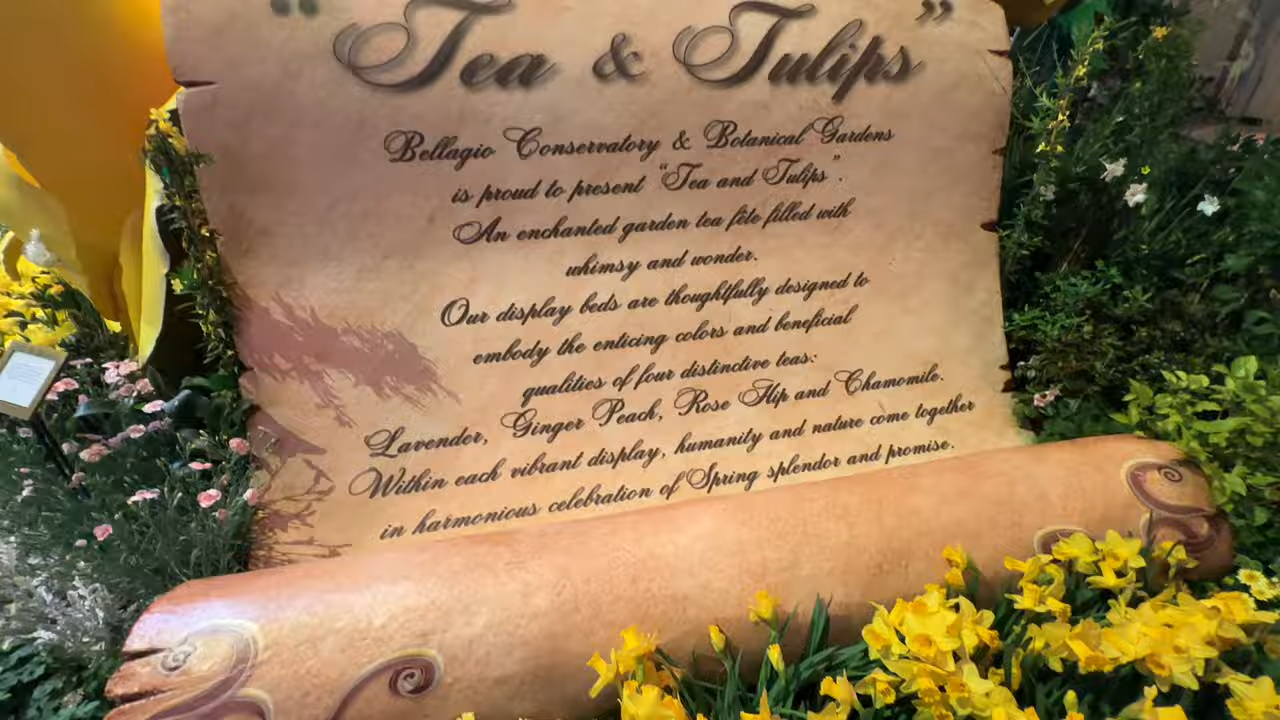 "Tea & Tulips"
Bellagio Conservatory & Botanical Gardens
is proud to present "Tea and Tulips".
An enchanted garden tea fête filled with
whimsy and wonder.
Our display beds are thoughtfully designed to
embody the enticing colors and beneficial
qualities of four distinctive teas:
Lavender, Ginger Peach, Rose Hip and Chamomile.
Within each vibrant display, humanity and nature come together
in harmonious celebration of Spring splendor and promise.